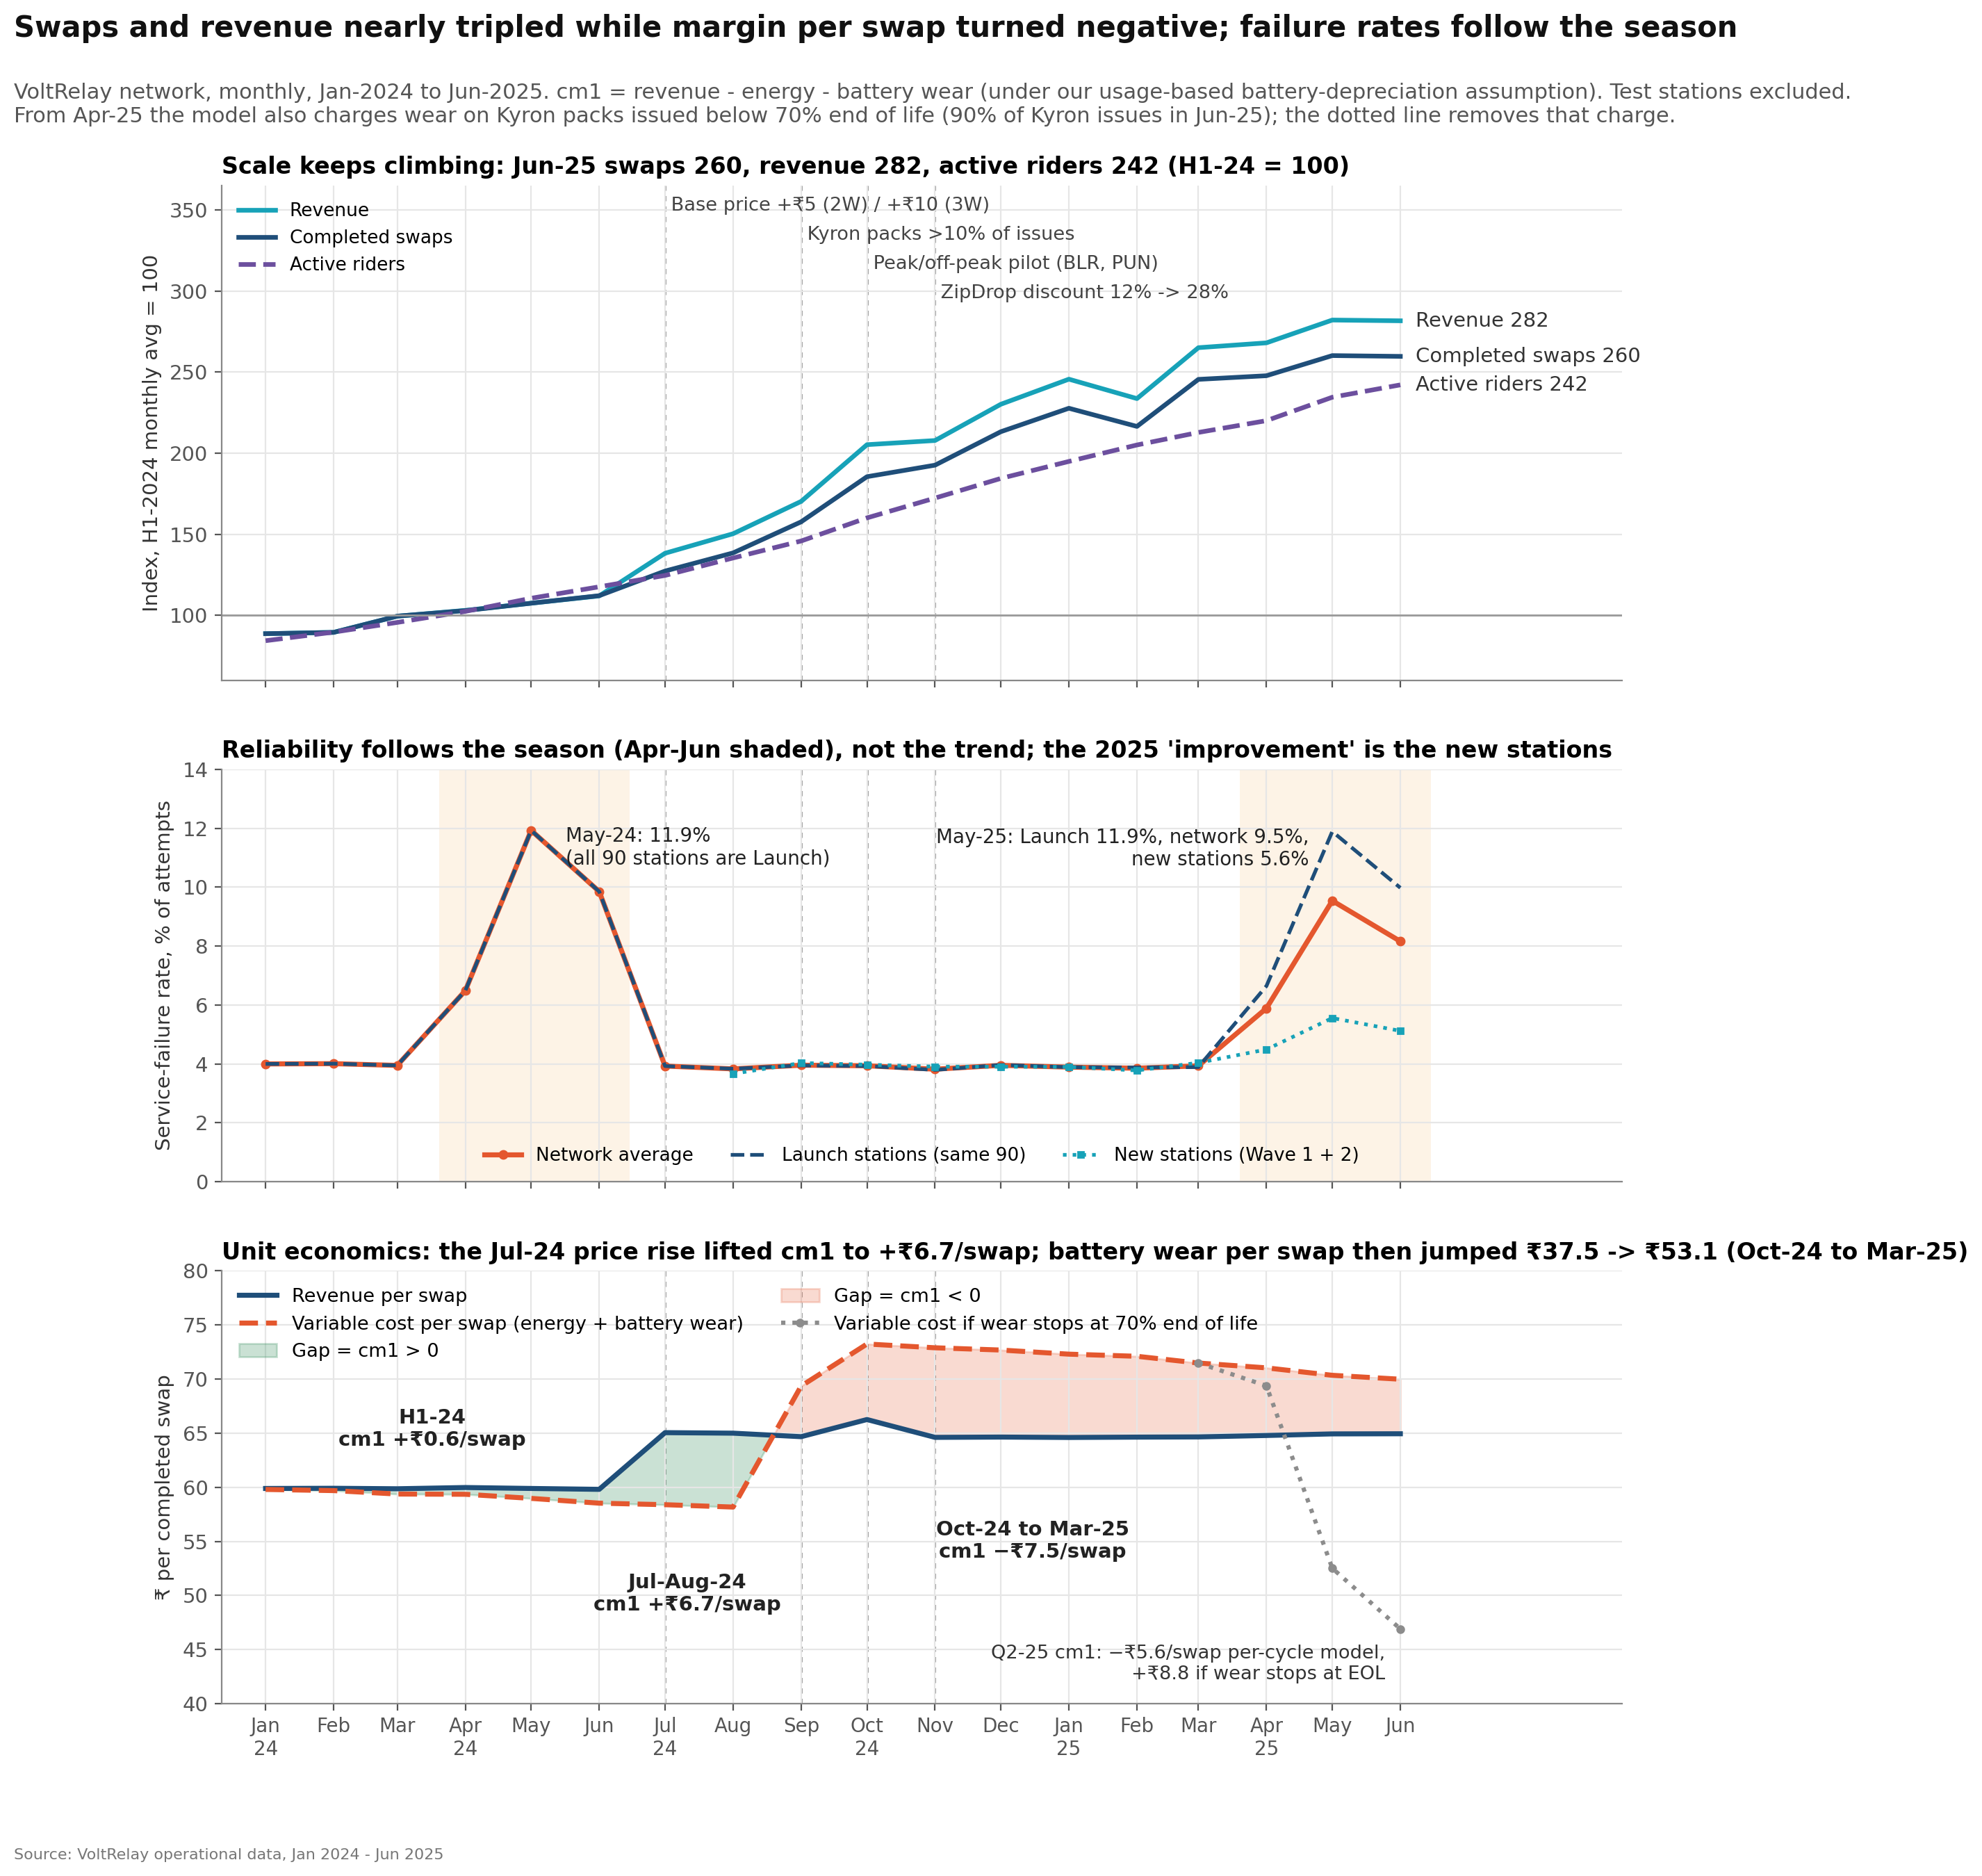 Swaps and revenue nearly tripled while margin per swap turned negative; failure rates follow the season
VoltRelay network, monthly, Jan-2024 to Jun-2025. cm1 = revenue - energy - battery wear (under our usage-based battery-depreciation assumption). Test stations excluded.
From Apr-25 the model also charges wear on Kyron packs issued below 70% end of life (90% of Kyron issues in Jun-25); the dotted line removes that charge.
Scale keeps climbing: Jun-25 swaps 260, revenue 282, active riders 242 (H1-24 = 100)
Index, H1-2024 monthly avg = 100
350
300
250
200
150
100
Revenue
Completed swaps
Active riders
Base price +₹5 (2W) / +₹10 (3W)
Kyron packs >10% of issues
Peak/off-peak pilot (BLR, PUN)
ZipDrop discount 12% -> 28%
Revenue 282
Completed swaps 260
Active riders 242
Reliability follows the season (Apr-Jun shaded), not the trend; the 2025 'improvement' is the new stations
Service-failure rate, % of attempts
14
12
10
8
6
4
2
0
May-24: 11.9%
(all 90 stations are Launch)
May-25: Launch 11.9%, network 9.5%,
new stations 5.6%
Network average
Launch stations (same 90)
New stations (Wave 1 + 2)
Unit economics: the Jul-24 price rise lifted cm1 to +₹6.7/swap; battery wear per swap then jumped ₹37.5 -> ₹53.1 (Oct-24 to Mar-25)
₹ per completed swap
80
75
70
65
60
55
50
45
40
Revenue per swap
Variable cost per swap (energy + battery wear)
Gap = cm1 > 0
Gap = cm1 < 0
Variable cost if wear stops at 70% end of life
H1-24
cm1 +₹0.6/swap
Jul-Aug-24
cm1 +₹6.7/swap
Oct-24 to Mar-25
cm1 −₹7.5/swap
Q2-25 cm1: −₹5.6/swap per-cycle model,
+₹8.8 if wear stops at EOL
Jan Feb Mar Apr May Jun Jul Aug Sep Oct Nov Dec Jan Feb Mar Apr May Jun
24 24 24 24 25 25
Source: VoltRelay operational data, Jan 2024 - Jun 2025